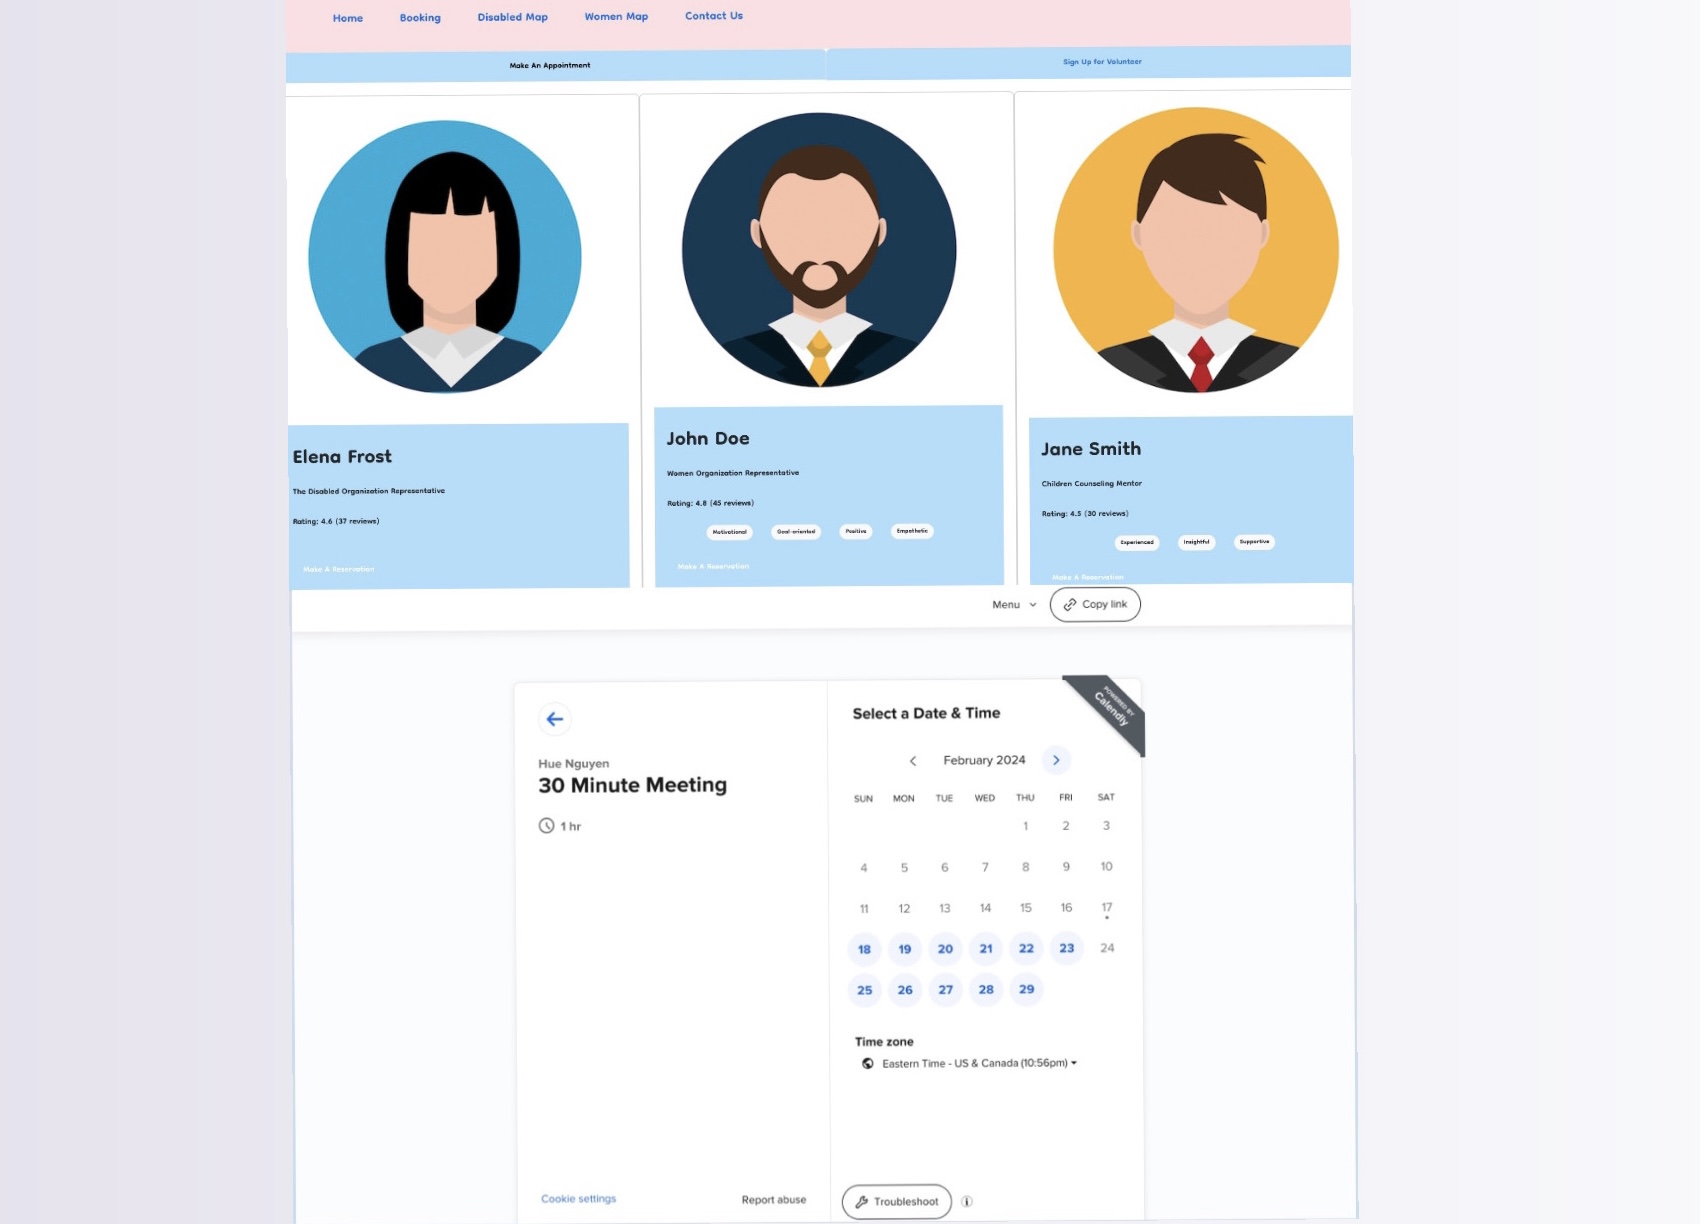 Home Booking Disabled Map Women Map Contact Us
Make An Appointment Sign Up for Volunteer
Elena Frost
The Disabled Organization Representative
Rating: 4.6 (37 reviews)
Make A Reservation
John Doe
Women Organization Representative
Rating: 4.8 (45 reviews)
Motivational Goal-oriented Positive Empathetic
Make A Reservation
Jane Smith
Children Counseling Mentor
Rating: 4.5 (30 reviews)
Experienced Insightful Supportive
Make A Reservation
Menu Copy link
Hue Nguyen
30 Minute Meeting
1 hr
Cookie settings
Report abuse
POWERED BY
Calendly
Select a Date & Time
February 2024
SUN MON TUE WED THU FRI SAT
1 2 3
4 5 6 7 8 9 10
11 12 13 14 15 16 17
18 19 20 21 22 23 24
25 26 27 28 29
Time zone
Eastern Time - US & Canada (10:56pm)
Troubleshoot